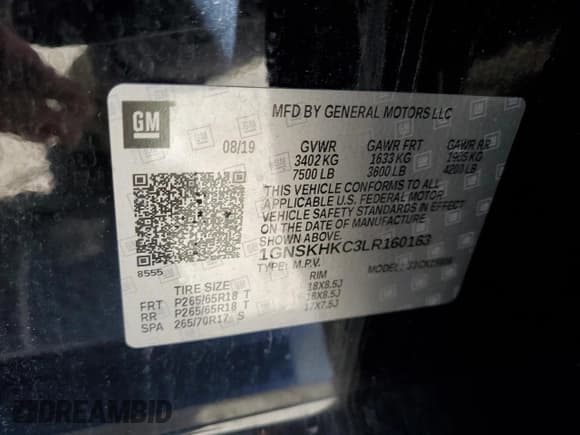 GM
MFD BY GENERAL MOTORS LLC
08/19 GVWR GAWR FRT GAWR RR
3402 KG 1633 KG 1905 KG
7500 LB 3600 LB 4200 LB
THIS VEHICLE CONFORMS TO ALL
APPLICABLE U.S. FEDERAL MOTOR
VEHICLE SAFETY STANDARDS IN EFFECT
ON THE DATE OF MANUFACTURE
SHOWN ABOVE.
1GNSKHKC3LR160163
8555
TYPE: M.P.V. MODEL:
TIRE SIZE RIM
FRT P265/65R18 T 18X8.5J
RR P265/65R18 T 18X8.5J
SPA 265/70R17 S 17X7.5J
DREAMBID